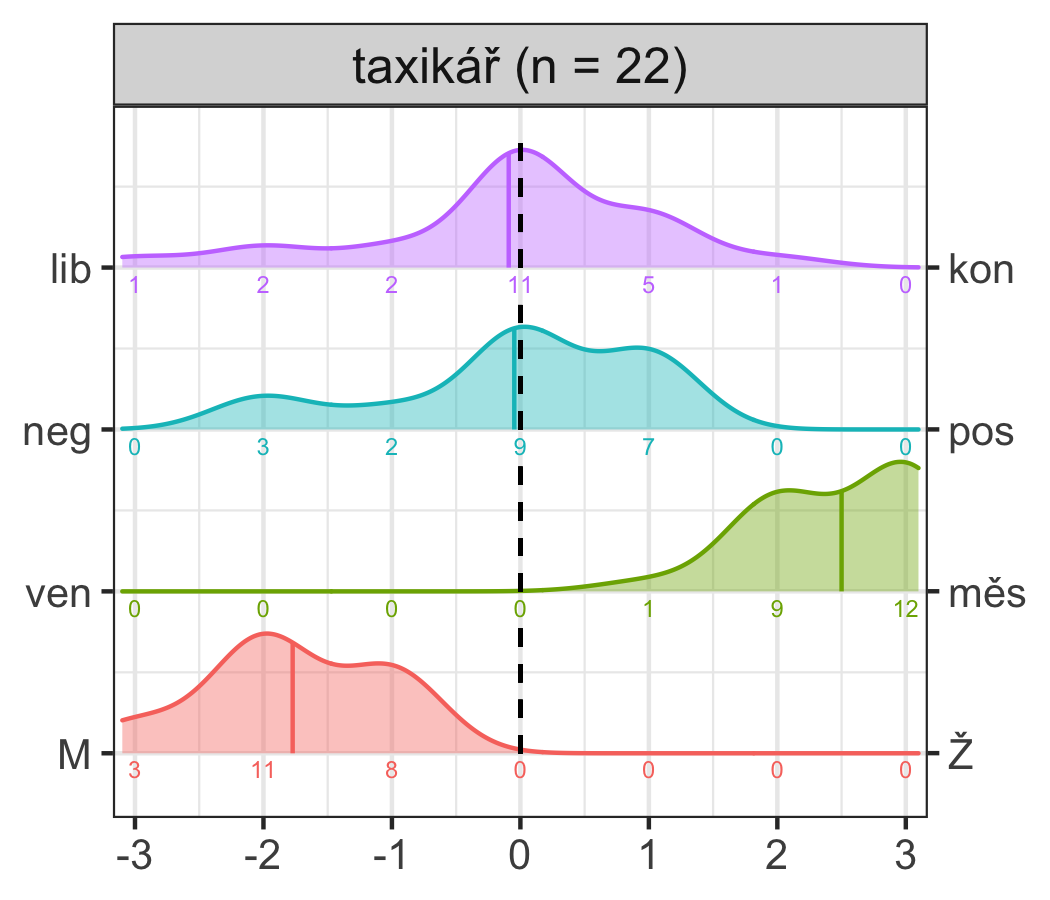 taxikář (n = 22)
lib kon
1 2 2 11 5 1 0
neg pos
0 3 2 9 7 0 0
ven měs
0 0 0 0 1 9 12
M Ž
3 11 8 0 0 0 0
-3 -2 -1 0 1 2 3